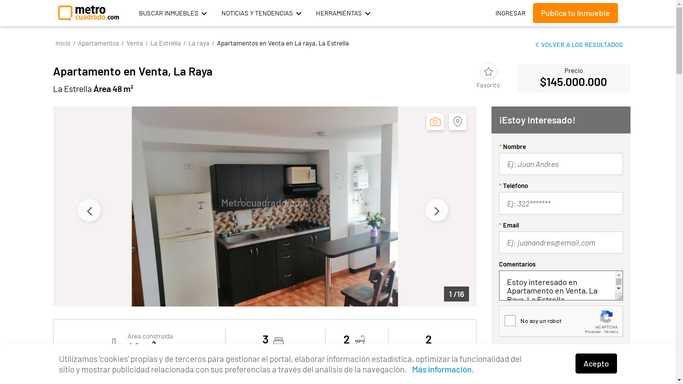 metro
cuadrado.com
BUSCAR INMUEBLES
NOTICIAS Y TENDENCIAS
HERRAMIENTAS
INGRESAR
Publica tu inmueble
Inicio / Apartamentos / Venta / La Estrella / La raya / Apartamentos en Venta en La raya, La Estrella
< VOLVER A LOS RESULTADOS
Apartamento en Venta, La Raya
La Estrella Área 48 m²
Favorito
Precio
$145.000.000
Metrocuadrado.com
1 / 16
¡Estoy Interesado!
* Nombre
Ej: Juan Andres
* Teléfono
Ej: 322*******
* Email
Ej: juanandres@email.com
Comentarios
Estoy interesado en
Apartamento en Venta, La
Raya, La Estrella
No soy un robot
reCAPTCHA
Privacidad - Términos
Área construida
3
2
2
Utilizamos 'cookies' propias y de terceros para gestionar el portal, elaborar información estadística, optimizar la funcionalidad del
sitio y mostrar publicidad relacionada con sus preferencias a través del análisis de la navegación. Más información.
Acepto